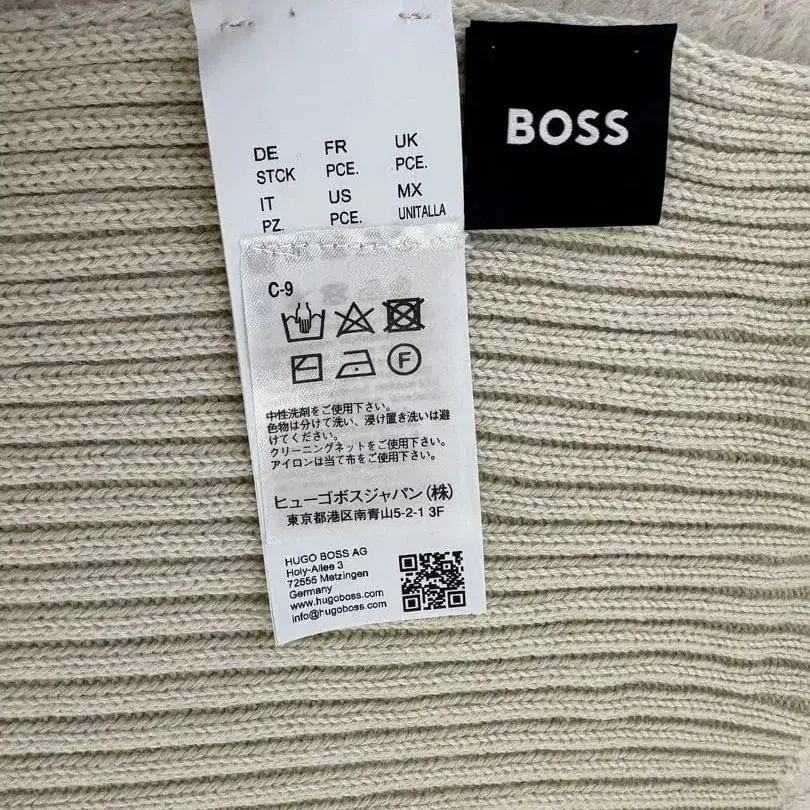 BOSS
DE FR UK
STCK PCE. PCE.
IT US MX
PZ. PCE. UNITALLA
C-9
F
中性洗剤をご使用下さい。
色物は分けて洗い、浸け置き洗いは避
けてください。
クリーニングネットをご使用下さい。
アイロンは当て布をご使用下さい。
ヒューゴボスジャパン(株)
東京都港区南青山5-2-1 3F
HUGO BOSS AG
Holy-Allee 3
72555 Metzingen
Germany
www.hugoboss.com
info@hugoboss.com